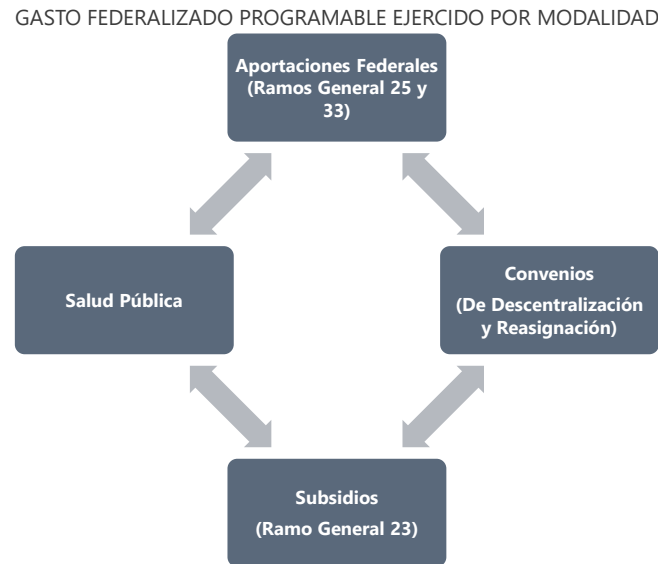 GASTO FEDERALIZADO PROGRAMABLE EJERCIDO POR MODALIDAD
Aportaciones Federales
(Ramos General 25 y
33)
Salud Pública
Convenios
(De Descentralización
y Reasignación)
Subsidios
(Ramo General 23)